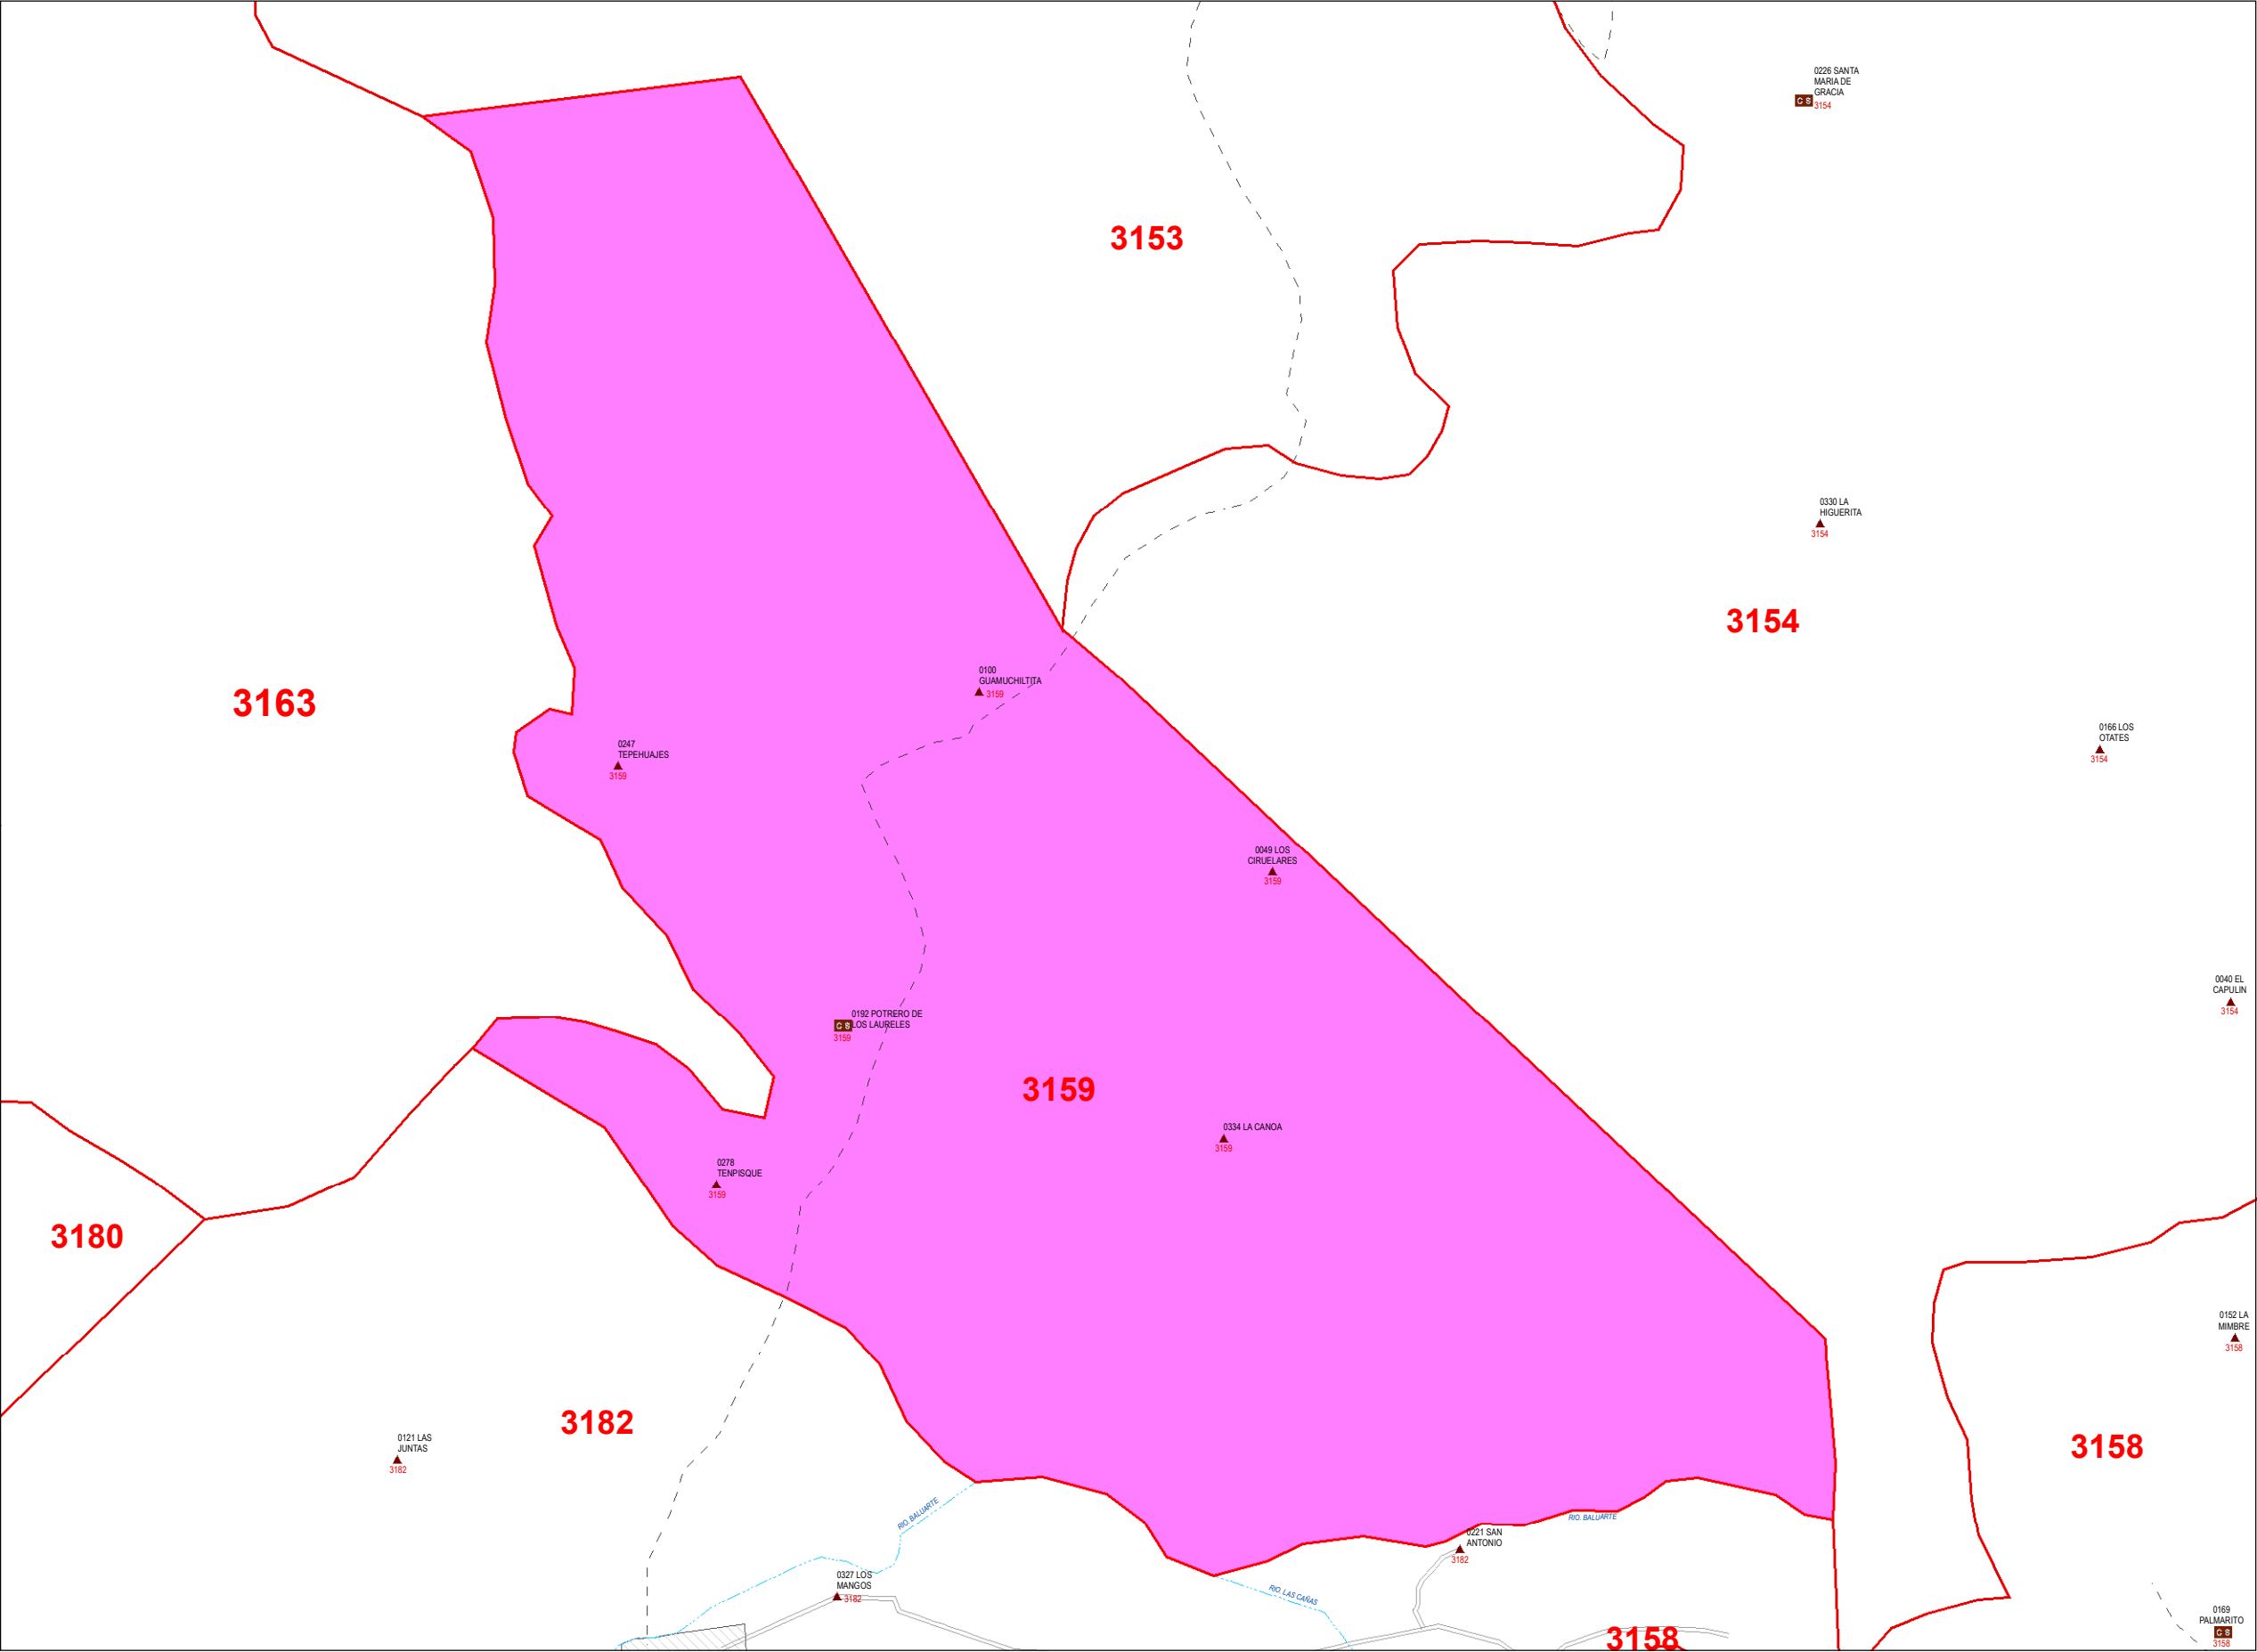 0226 SANTA
MARIA DE
GRACIA
C S
3154
3153
0330 LA
HIGUERITA
3154
3154
3163
0100
GUAMUCHILTITA
3159
0247
TEPEHUAJES
3159
0166 LOS
OTATES
3154
0049 LOS
CIRUELARES
3159
0040 EL
CAPULIN
3154
0192 POTRERO DE
C S LOS LAURELES
3159
3159
0334 LA CANOA
3159
0278
TENPISQUE
3159
3180
0152 LA
MIMBRE
3158
3182
0121 LAS
JUNTAS
3182
3158
RIO. BALUARTE
RIO. BALUARTE
0221 SAN
ANTONIO
3182
0327 LOS
MANGOS
3182
RIO. LAS CAÑAS
0169
PALMARITO
C S
3158
3158